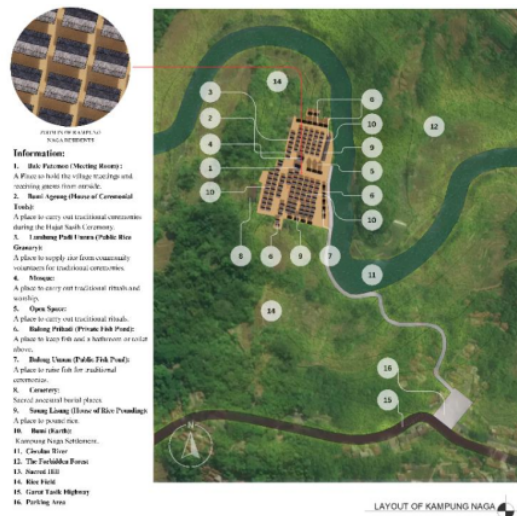 HOUSES OF KAMPUNG
NAGA RESIDENTS
Information:
1. Bale Patemon (Meeting Room):
A Place to hold the village meetings and
receiving guests from outside.
2. Bumi Ageung (House of Ceremonial
Tools):
A place to carry out traditional ceremonies
during the Hajat Sasih Ceremony.
3. Lumbung Padi Umum (Public Rice
Granary):
A place to supply rice from community
volunteers for traditional ceremonies.
4. Mosque:
A place to carry out traditional rituals and
worship.
5. Open Space:
A place to carry out traditional rituals.
6. Balong Pribadi (Private Fish Pond):
A place to keep fish and a bathroom or toilet
above.
7. Balong Umum (Public Fish Pond):
A place to raise fish for traditional
ceremonies.
8. Cemetery:
Sacred ancestral burial places
9. Saung Lisung (House of Rice Pounding):
A place to pound rice.
10. Bumi (Earth):
Kampung Naga Settlement.
11. Ciwulan River
12. The Forbidden Forest
13. Sacred Hill
14. Rice Field
15. Garut Tasik Highway
16. Parking Area
14
3
6
2
10
12
4
9
1
5
10
6
10
8
6
9
7
11
14
16
15
N
LAYOUT OF KAMPUNG NAGA